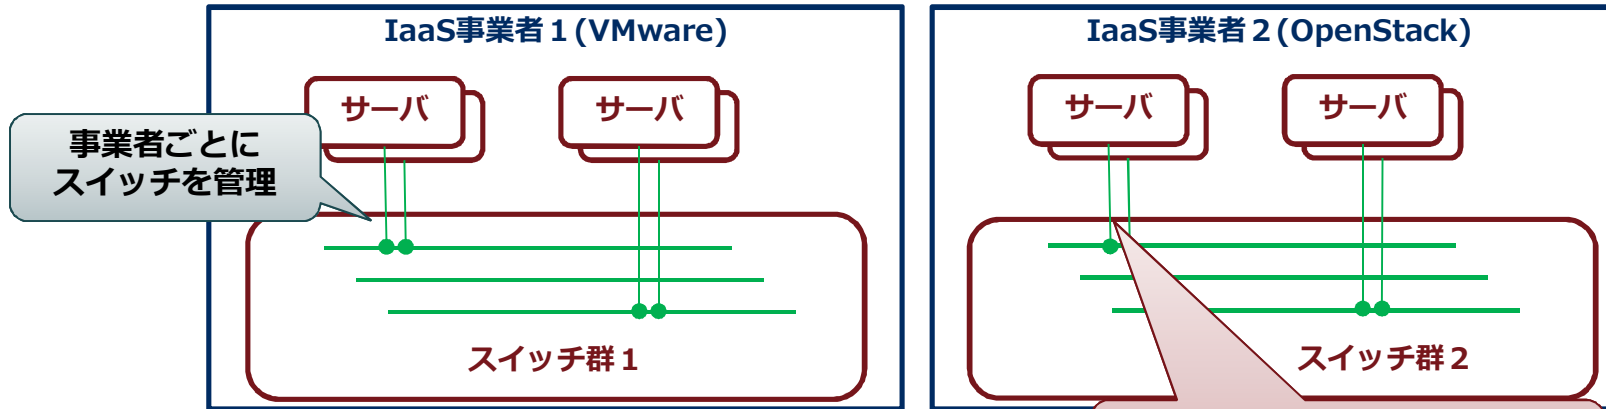 IaaS事業者1(VMware)
IaaS事業者2(OpenStack)
サーバ
サーバ
サーバ
サーバ
事業者ごとに
スイッチを管理
スイッチ群1
スイッチ群2